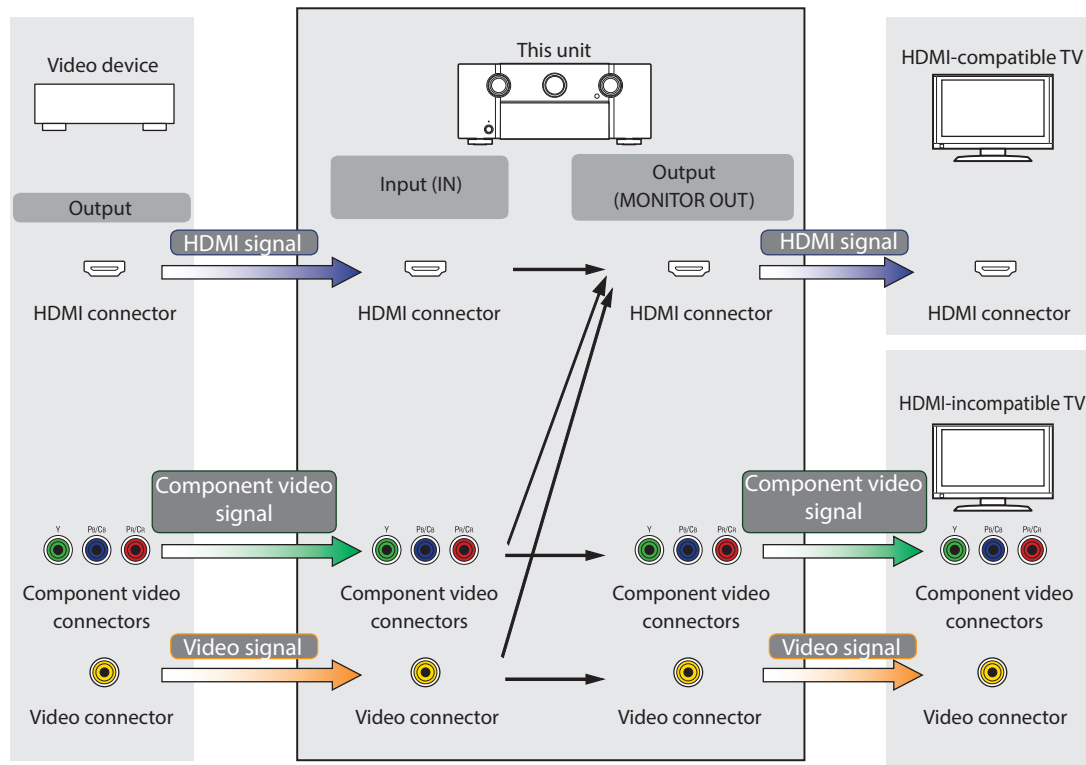 Video device
This unit
HDMI-compatible TV
Output
Input (IN)
Output
(MONITOR OUT)
HDMI signal
HDMI signal
HDMI connector
HDMI connector
HDMI connector
HDMI connector
HDMI-incompatible TV
Component video
signal
Component video
signal
Y PB/CB PR/CR
Y PB/CB PR/CR
Y PB/CB PR/CR
Y PB/CB PR/CR
Component video
connectors
Component video
connectors
Component video
connectors
Component video
connectors
Video signal
Video signal
Video connector
Video connector
Video connector
Video connector